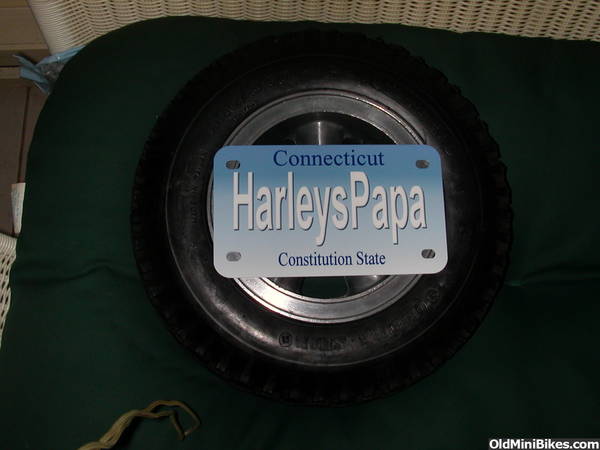 Connecticut
HarleysPapa
Constitution State
OldMiniBikes.com